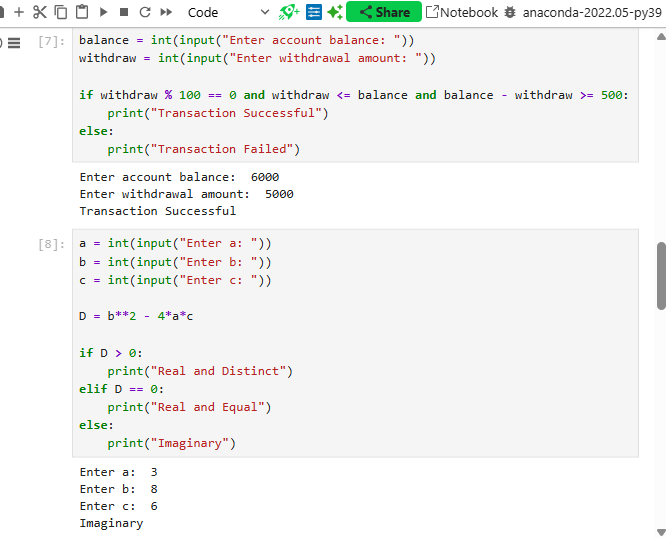 Code Share Notebook anaconda-2022.05-py39
[7]: balance = int(input("Enter account balance: "))
withdraw = int(input("Enter withdrawal amount: "))
if withdraw % 100 == 0 and withdraw <= balance and balance - withdraw >= 500:
    print("Transaction Successful")
else:
    print("Transaction Failed")
Enter account balance:  6000
Enter withdrawal amount:  5000
Transaction Successful
[8]: a = int(input("Enter a: "))
b = int(input("Enter b: "))
c = int(input("Enter c: "))
D = b**2 - 4*a*c
if D > 0:
    print("Real and Distinct")
elif D == 0:
    print("Real and Equal")
else:
    print("Imaginary")
Enter a:  3
Enter b:  8
Enter c:  6
Imaginary